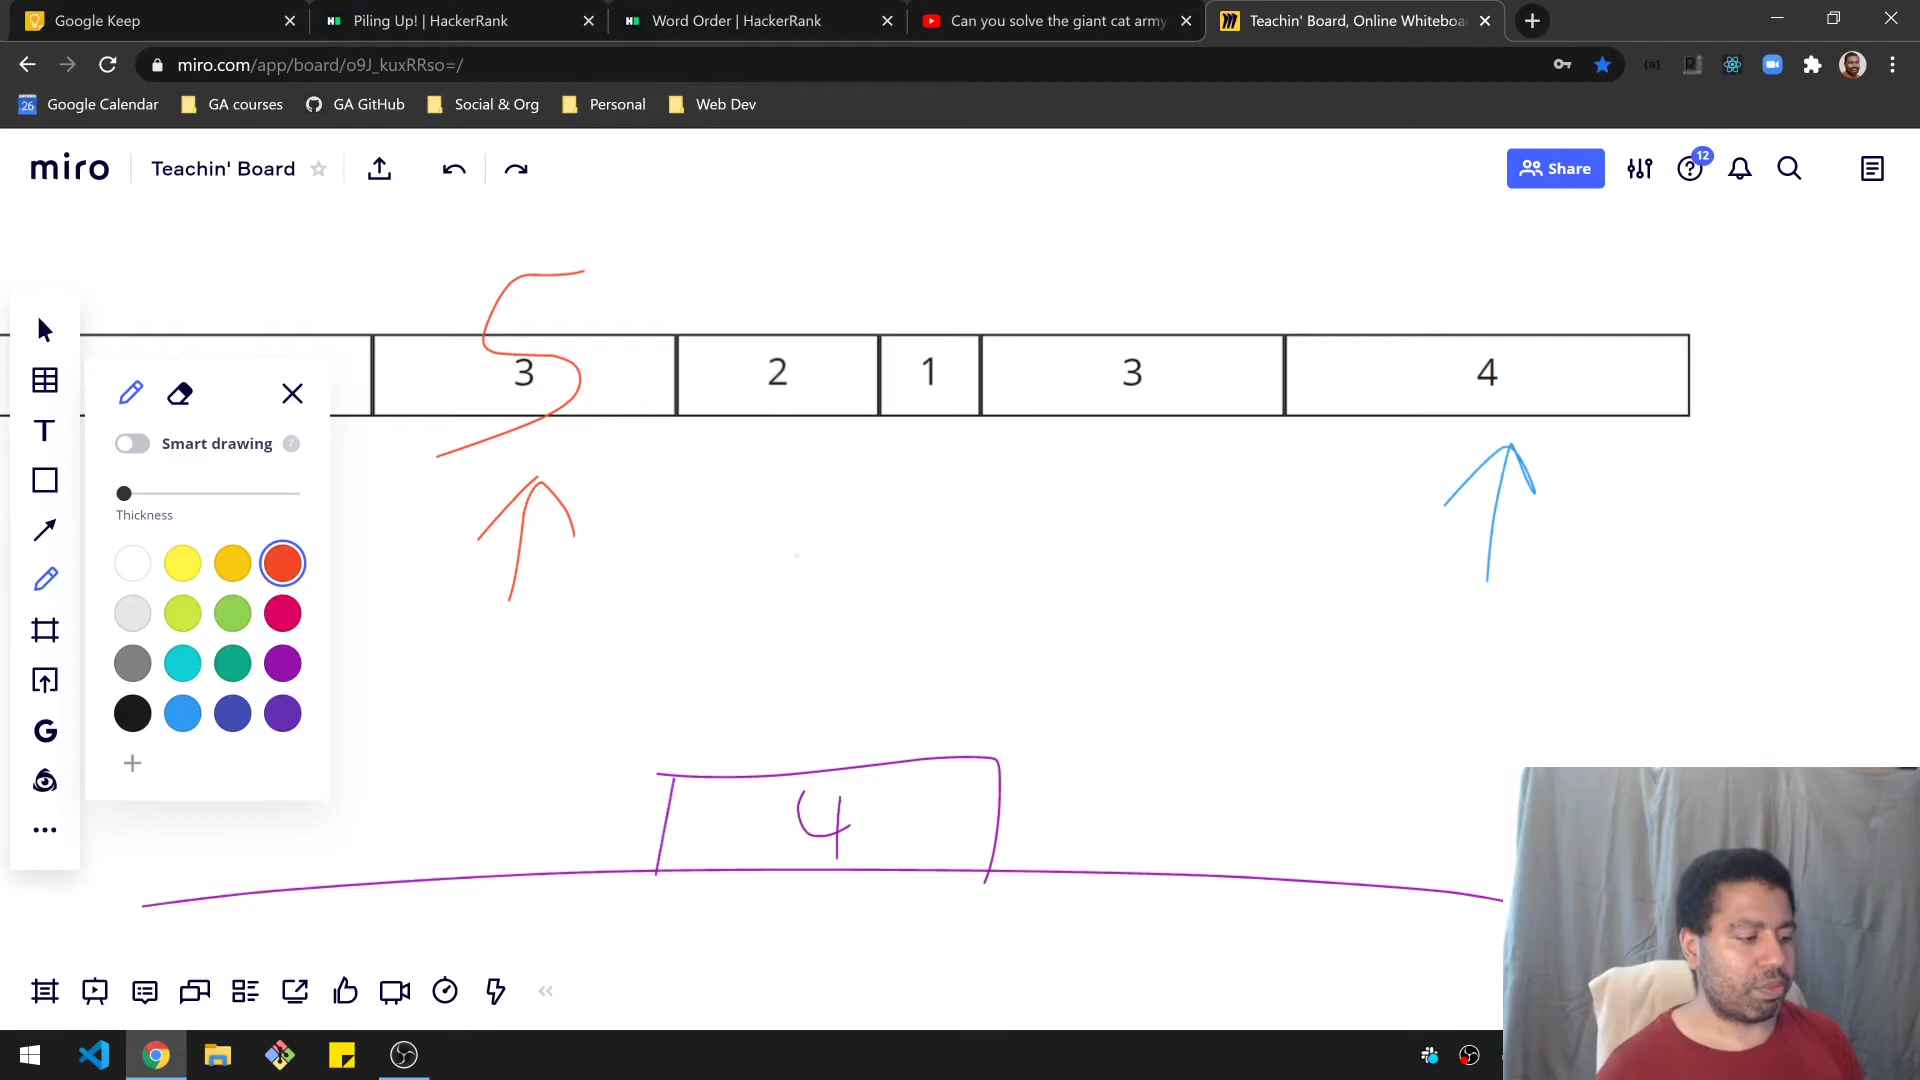 Google Keep
Piling Up! | HackerRank
Word Order | HackerRank
Can you solve the giant cat army
Teachin' Board, Online Whiteboa
miro.com/app/board/o9J_kuxRRso=/
26 Google Calendar GA courses GA GitHub Social & Org Personal Web Dev
miro Teachin' Board
Share 12
5
3 2 1 3 4
Smart drawing ?
Thickness
T
G
4